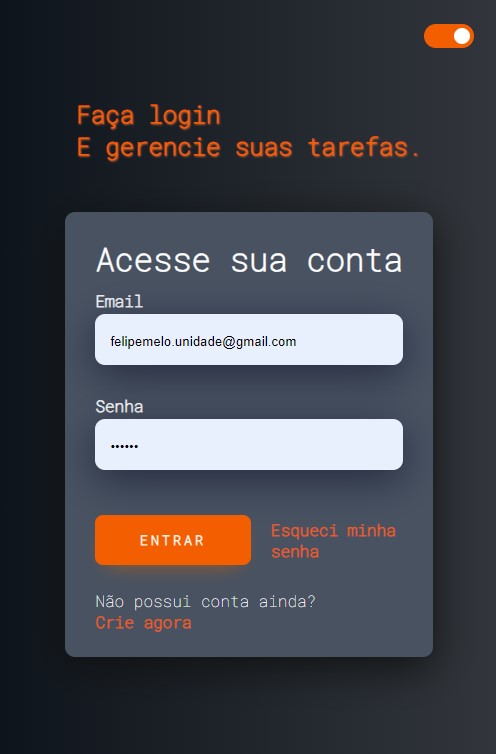 Faça login
E gerencie suas tarefas.
Acesse sua conta
Email
felipemelo.unidade@gmail.com
Senha
••••••
ENTRAR
Esqueci minha
senha
Não possui conta ainda?
Crie agora